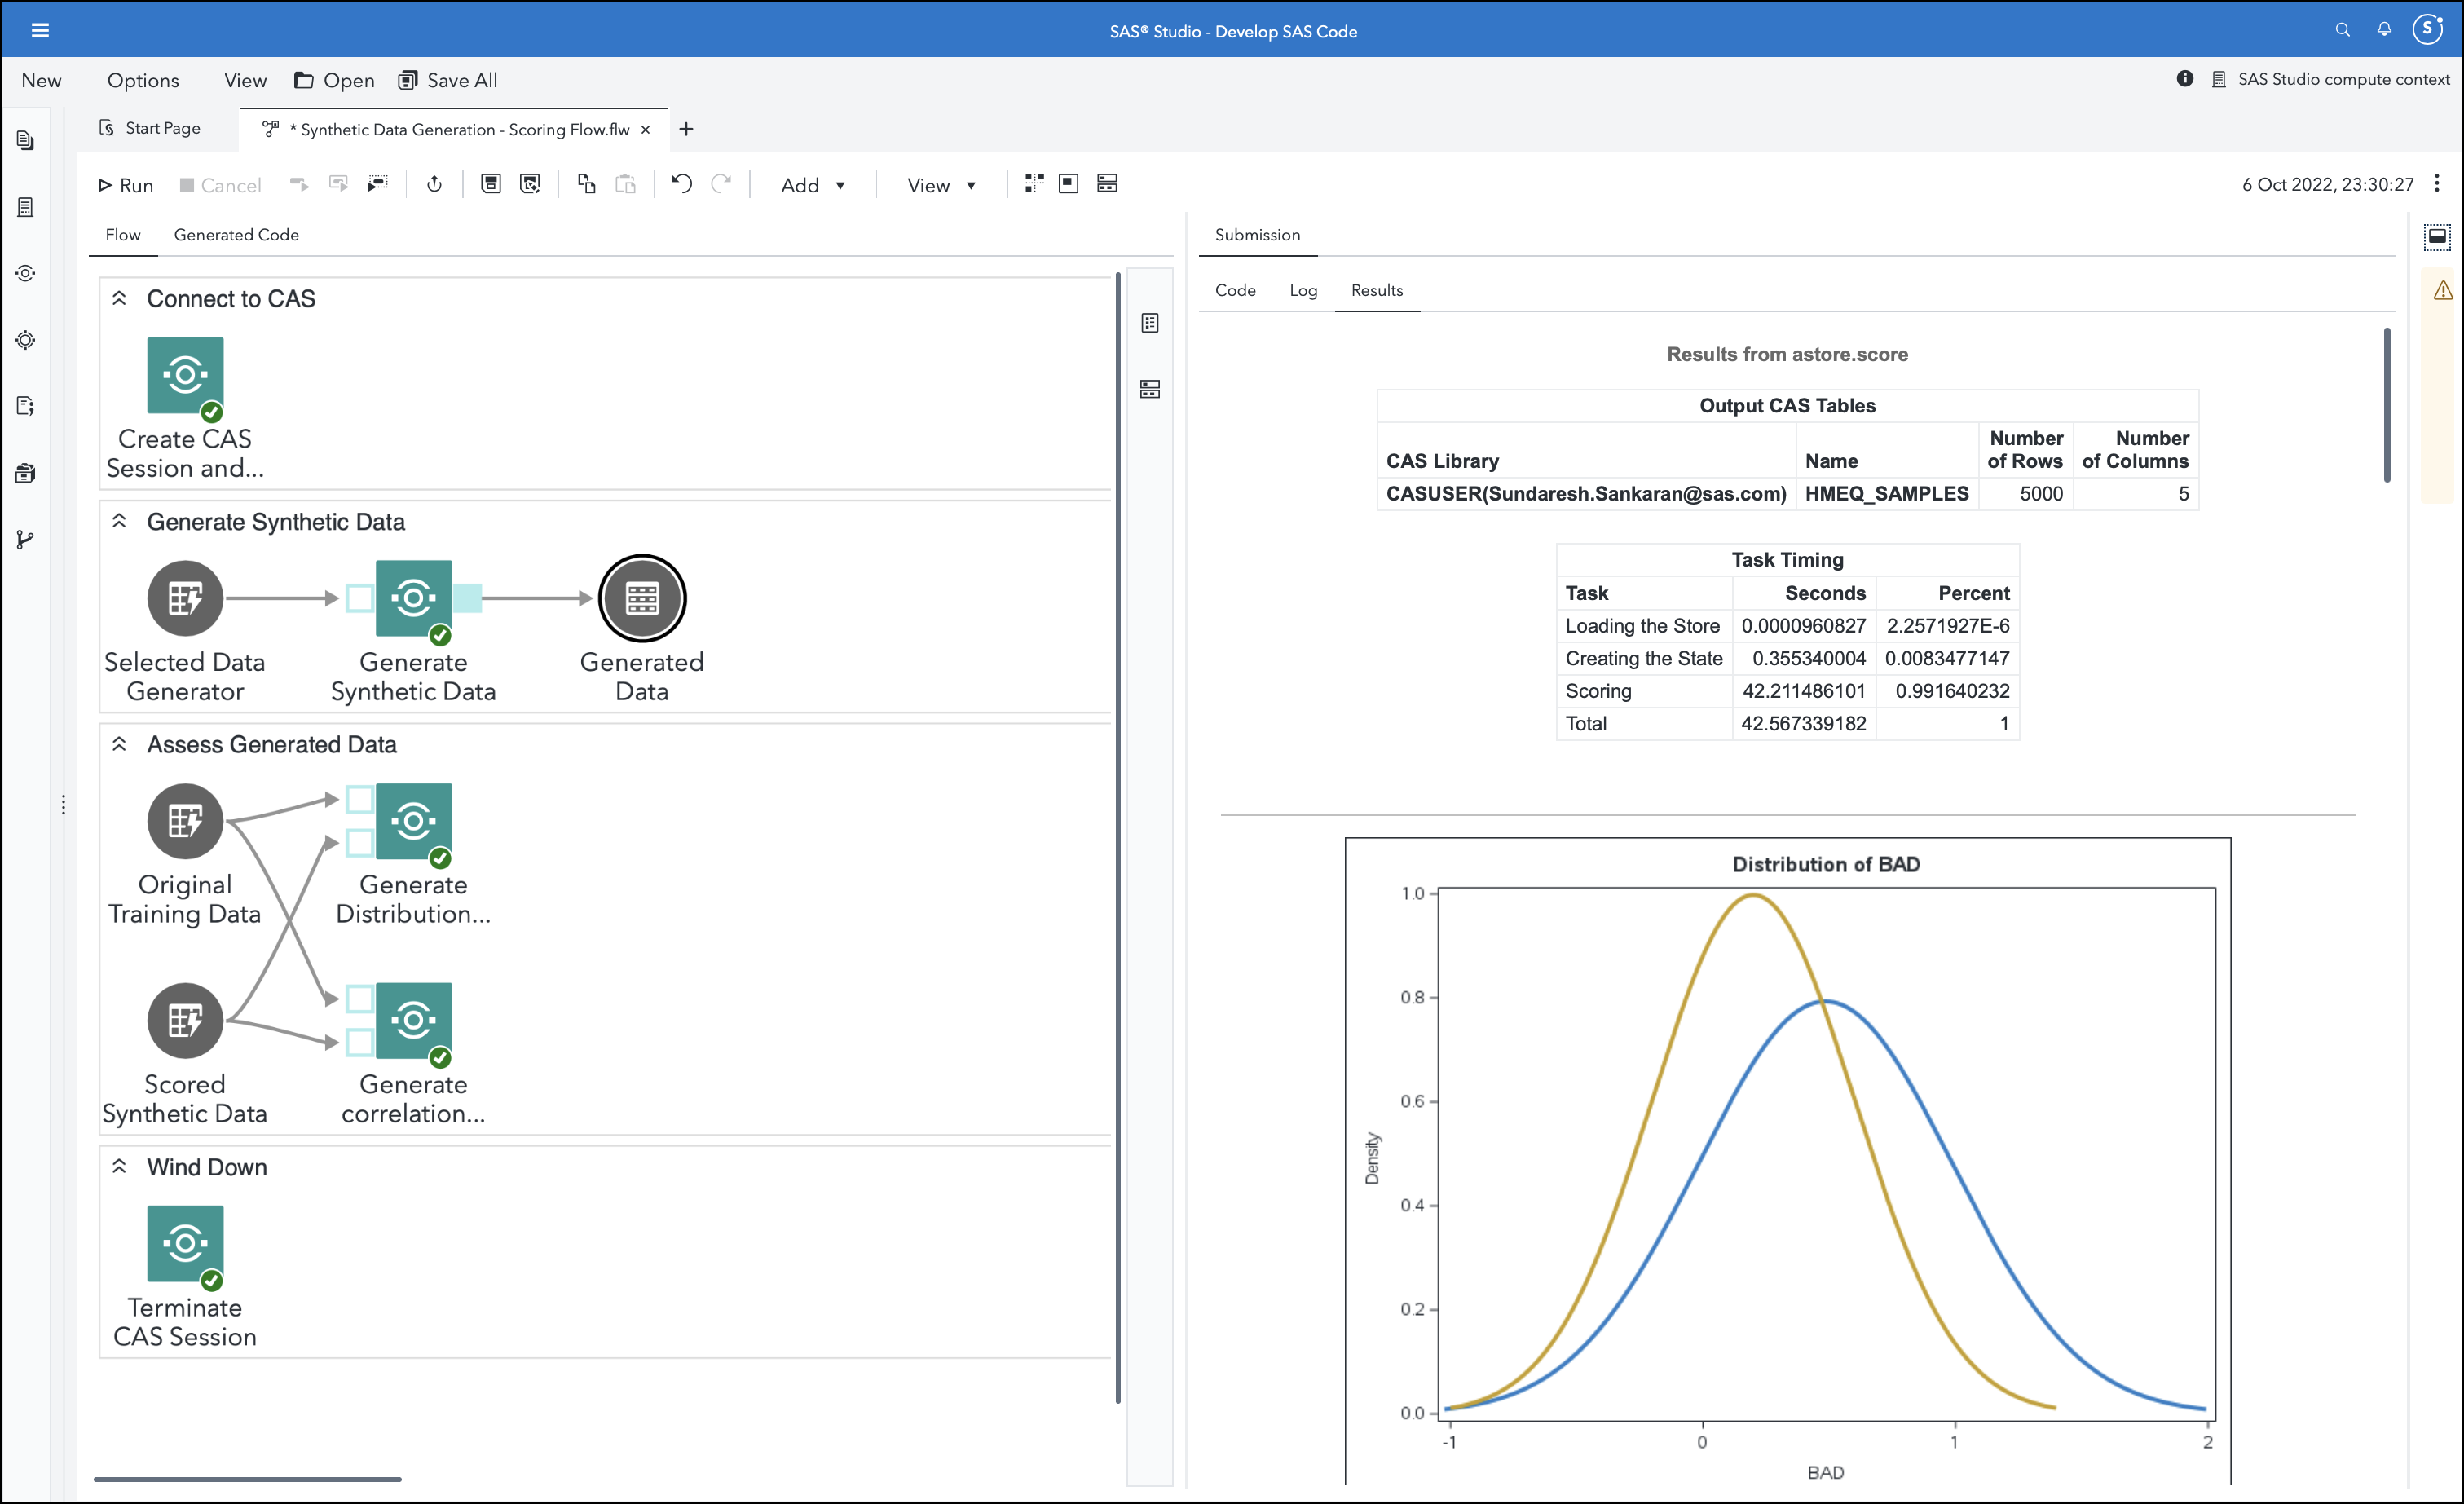 SAS® Studio - Develop SAS Code
S
New Options View Open Save All
SAS Studio compute context
Start Page
* Synthetic Data Generation - Scoring Flow.flw
Run Cancel Add View
6 Oct 2022, 23:30:27
Flow Generated Code
Connect to CAS
Create CAS
Session and...
Generate Synthetic Data
Selected Data
Generator
Generate
Synthetic Data
Generated
Data
Assess Generated Data
Original
Training Data
Generate
Distribution...
Scored
Synthetic Data
Generate
correlation...
Wind Down
Terminate
CAS Session
Submission
Code Log Results
Results from astore.score
Output CAS Tables
CAS Library Name Number of Rows Number of Columns
CASUSER(Sundaresh.Sankaran@sas.com) HMEQ_SAMPLES 5000 5
Task Timing
Task Seconds Percent
Loading the Store 0.0000960827 2.2571927E-6
Creating the State 0.355340004 0.0083477147
Scoring 42.211486101 0.991640232
Total 42.567339182 1
Distribution of BAD
1.0
0.8
0.6
0.4
0.2
0.0
Density
-1 0 1 2
BAD